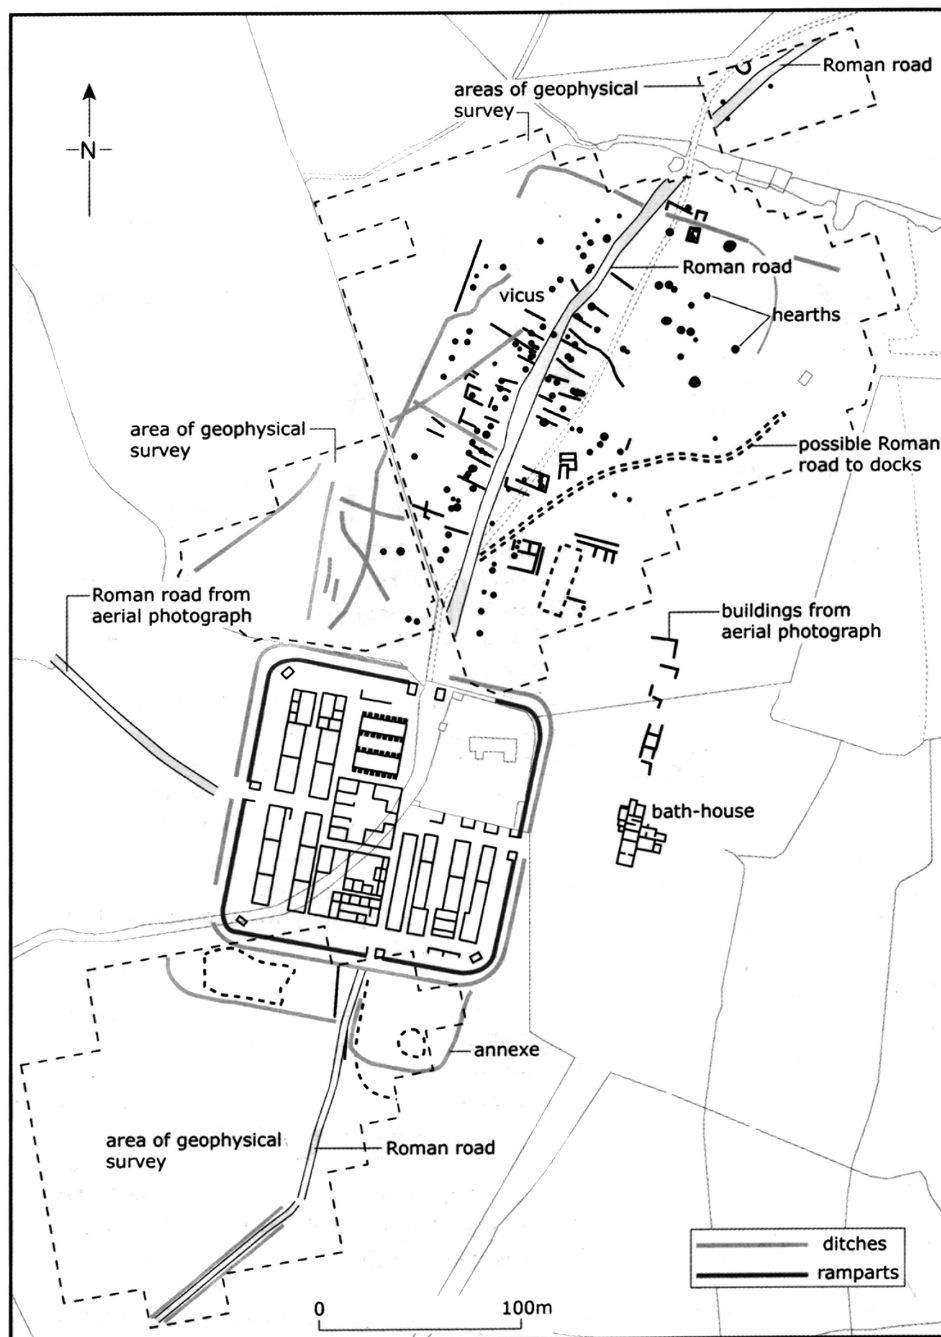 Roman road
areas of geophysical
survey
N
Roman road
vicus
hearths
area of geophysical
survey
possible Roman
road to docks
Roman road from
aerial photograph
buildings from
aerial photograph
bath-house
annexe
area of geophysical
survey
Roman road
ditches
ramparts
0 100m